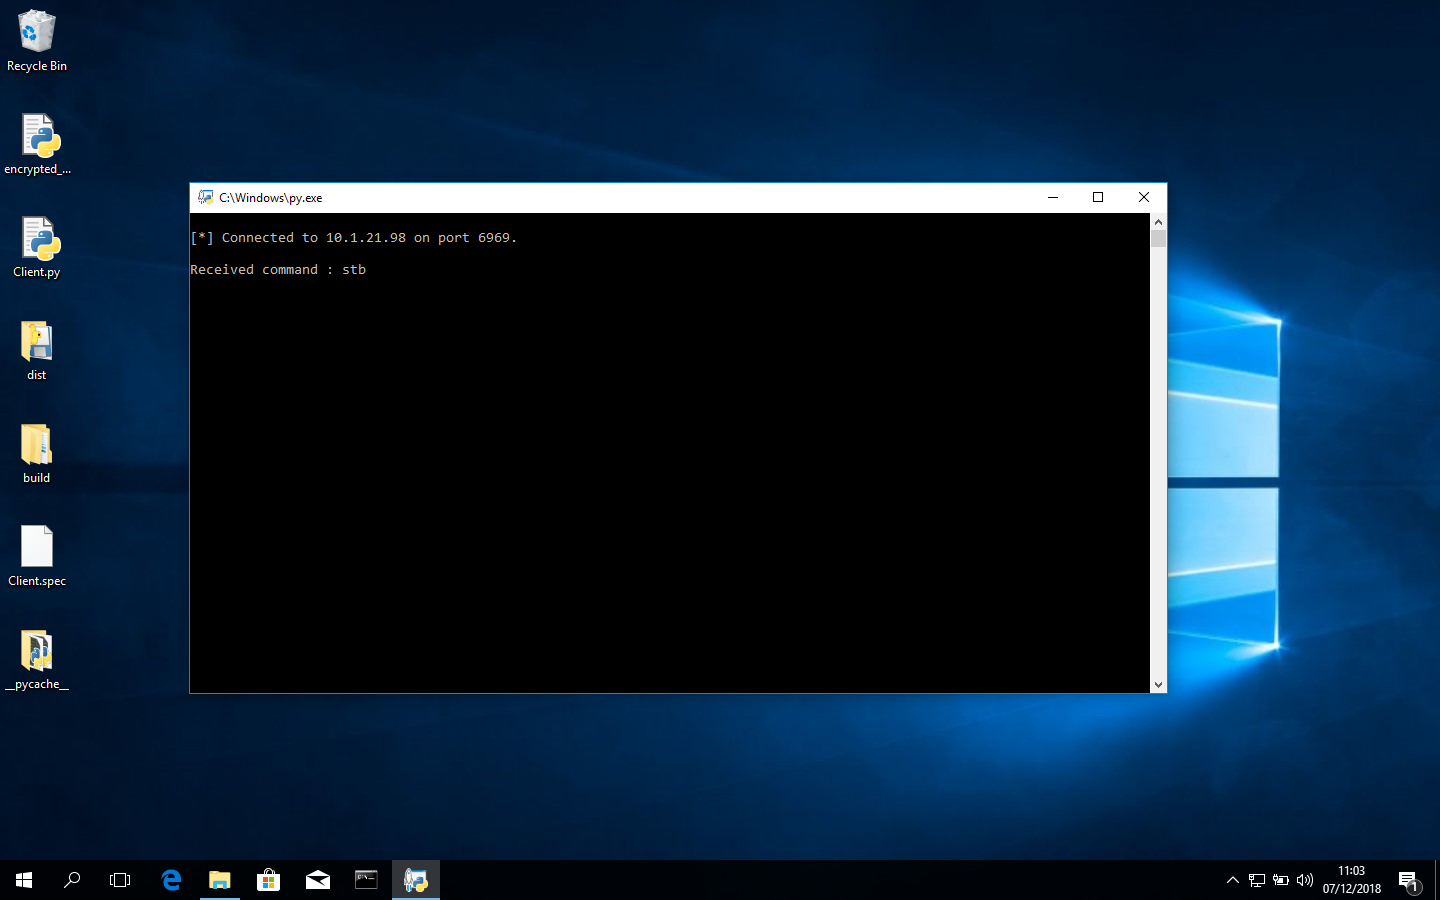 Recycle Bin
encrypted_...
Client.py
dist
build
Client.spec
__pycache__
C:\Windows\py.exe
[*] Connected to 10.1.21.98 on port 6969.
Received command : stb
11:03
07/12/2018
1